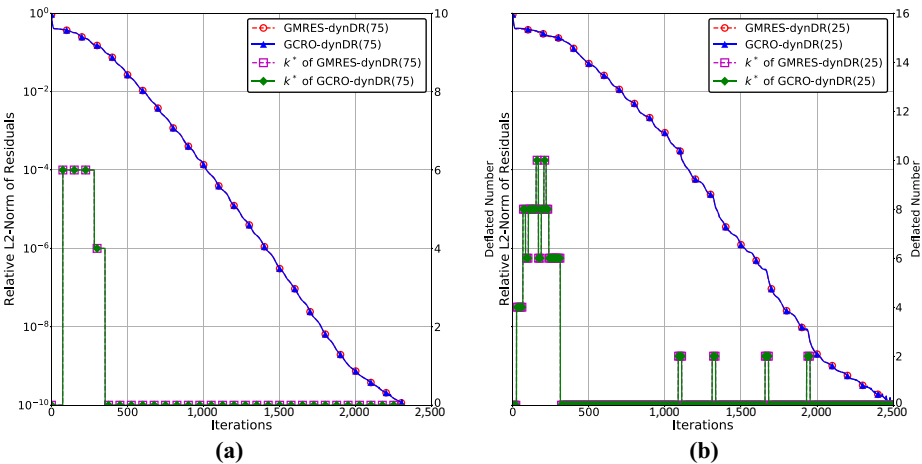 GMRES-dynDR(75)
GCRO-dynDR(75)
k* of GMRES-dynDR(75)
k* of GCRO-dynDR(75)
Relative L2-Norm of Residuals
10^0
10^-2
10^-4
10^-6
10^-8
10^-10
0 500 1,000 1,500 2,000 2,500
Iterations
10
8
6
4
2
0
Deflated Number
(a)
GMRES-dynDR(25)
GCRO-dynDR(25)
k* of GMRES-dynDR(25)
k* of GCRO-dynDR(25)
Relative L2-Norm of Residuals
0 500 1,000 1,500 2,000 2,500
Iterations
16
14
12
10
8
6
4
2
0
Deflated Number
(b)